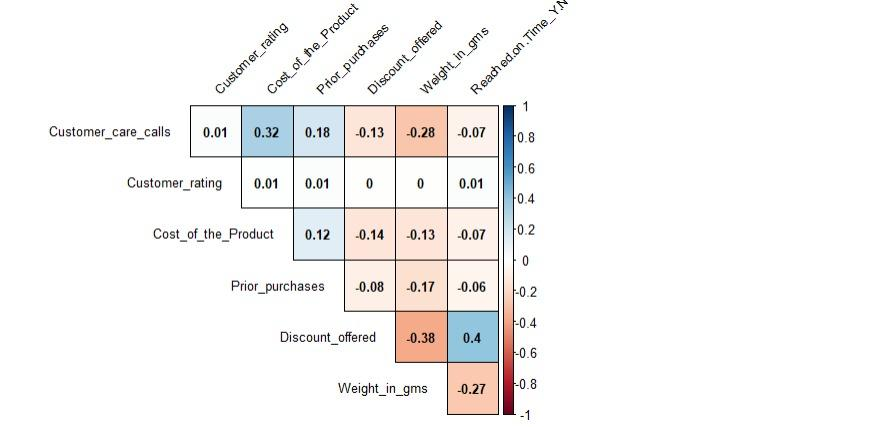 Customer_rating
Cost_of_the_Product
Prior_purchases
Discount_offered
Weight_in_gms
Reached.on.Time_Y.N
Customer_care_calls 0.01 0.32 0.18 -0.13 -0.28 -0.07
Customer_rating 0.01 0.01 0 0 0.01
Cost_of_the_Product 0.12 -0.14 -0.13 -0.07
Prior_purchases -0.08 -0.17 -0.06
Discount_offered -0.38 0.4
Weight_in_gms -0.27
1
0.8
0.6
0.4
0.2
0
-0.2
-0.4
-0.6
-0.8
-1